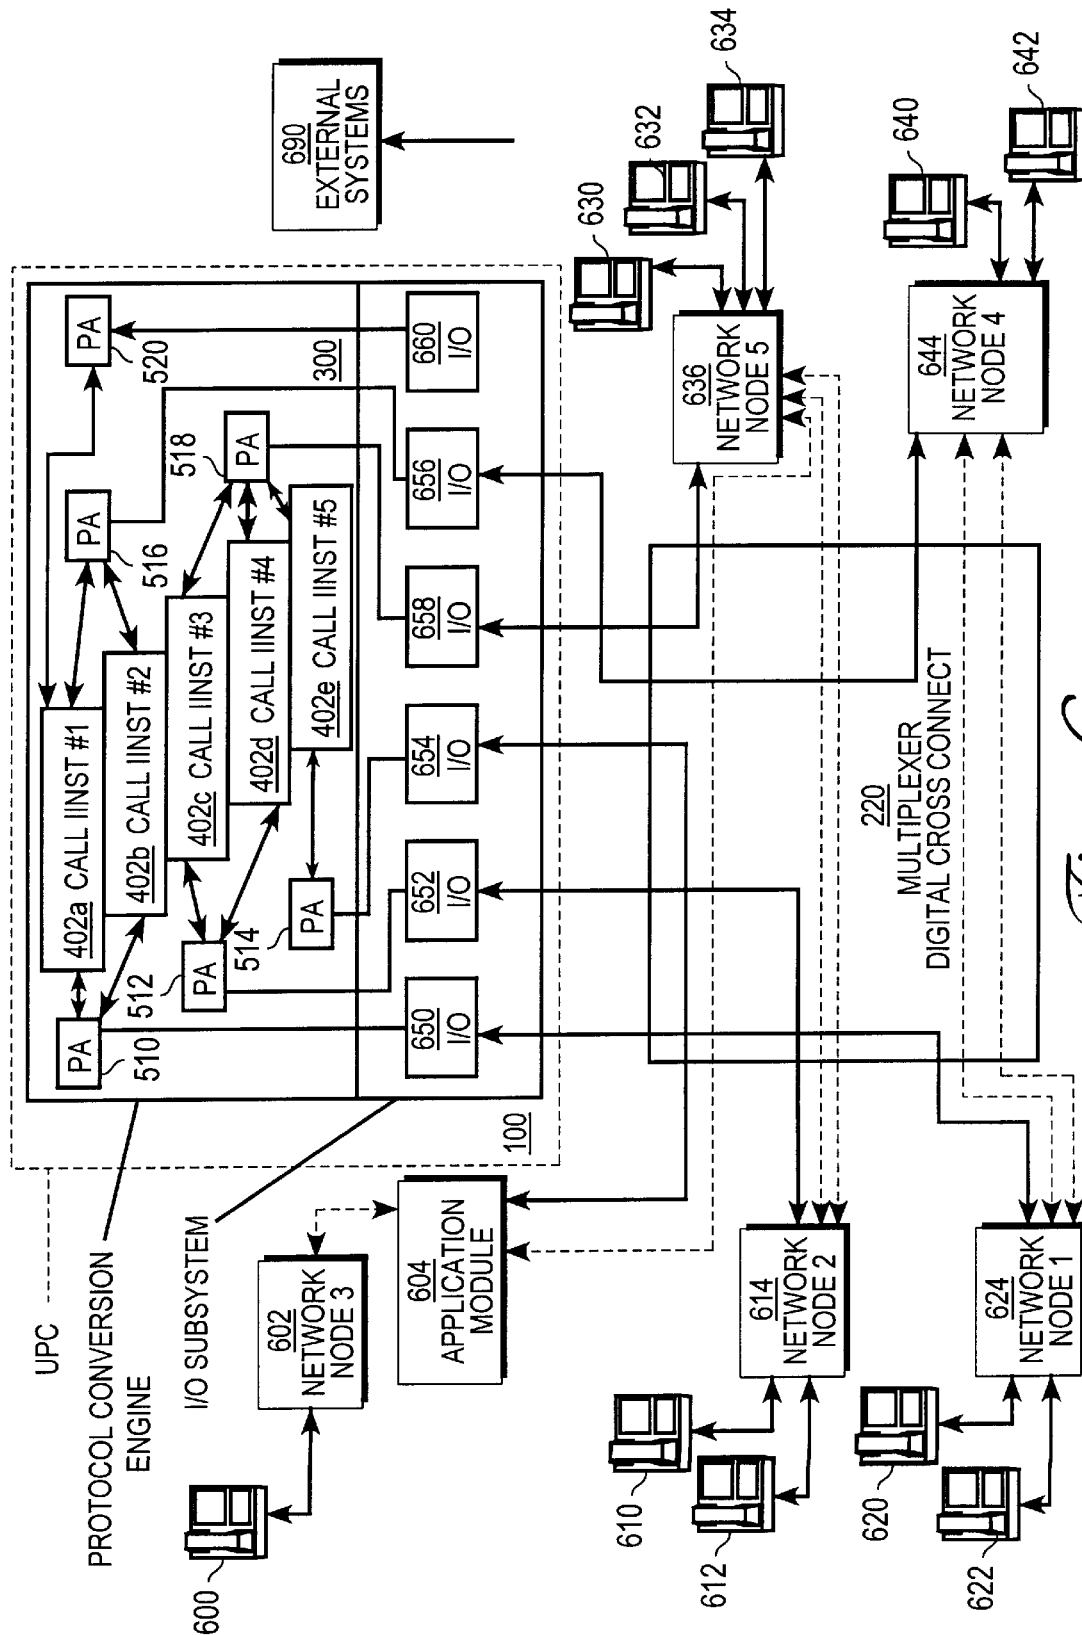 UPC
PROTOCOL CONVERSION
ENGINE
I/O SUBSYSTEM
100
300
402a CALL IINST #1
402b CALL IINST #2
402c CALL IINST #3
402d CALL IINST #4
402e CALL IINST #5
PA
510
PA
512
PA
514
PA
516
PA
518
PA
520
650
I/O
652
I/O
654
I/O
658
I/O
656
I/O
660
I/O
690
EXTERNAL
SYSTEMS
600
602
NETWORK
NODE 3
604
APPLICATION
MODULE
610
612
614
NETWORK
NODE 2
620
622
624
NETWORK
NODE 1
220
MULTIPLEXER
DIGITAL CROSS CONNECT
630
632
634
636
NETWORK
NODE 5
640
642
644
NETWORK
NODE 4